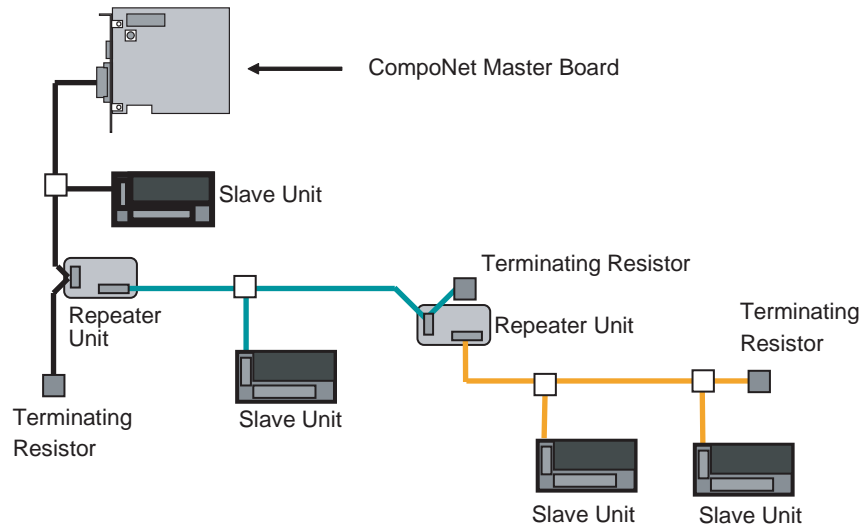 CompoNet Master Board
Slave Unit
Terminating Resistor
Repeater
Unit
Repeater Unit
Terminating
Resistor
Terminating
Resistor
Slave Unit
Slave Unit
Slave Unit